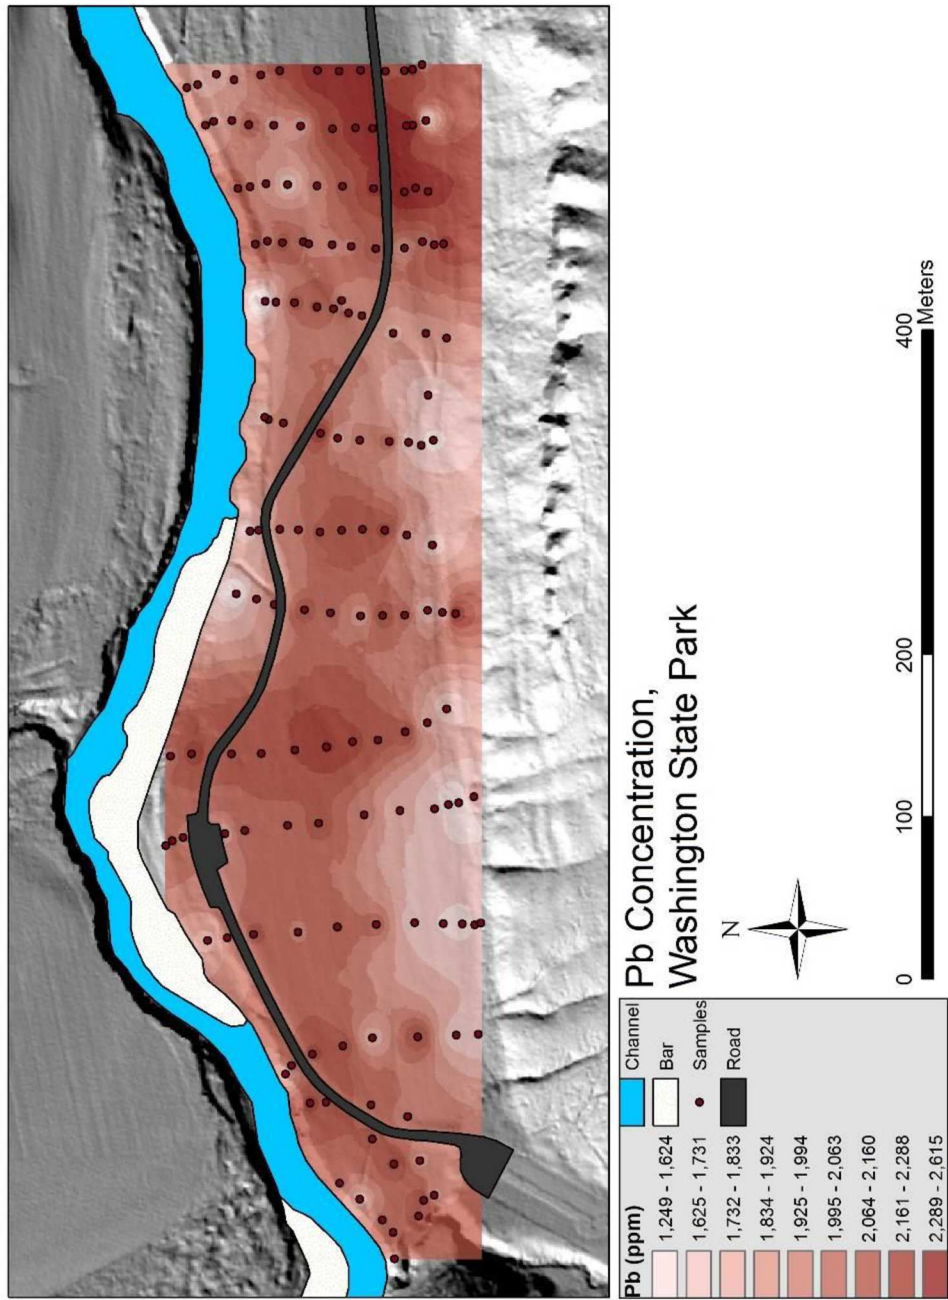 Pb Concentration,
Washington State Park
N
0 100 200 400
Meters
Pb (ppm)
1,249 - 1,624
1,625 - 1,731
1,732 - 1,833
1,834 - 1,924
1,925 - 1,994
1,995 - 2,063
2,064 - 2,160
2,161 - 2,288
2,289 - 2,615
Channel
Bar
Samples
Road